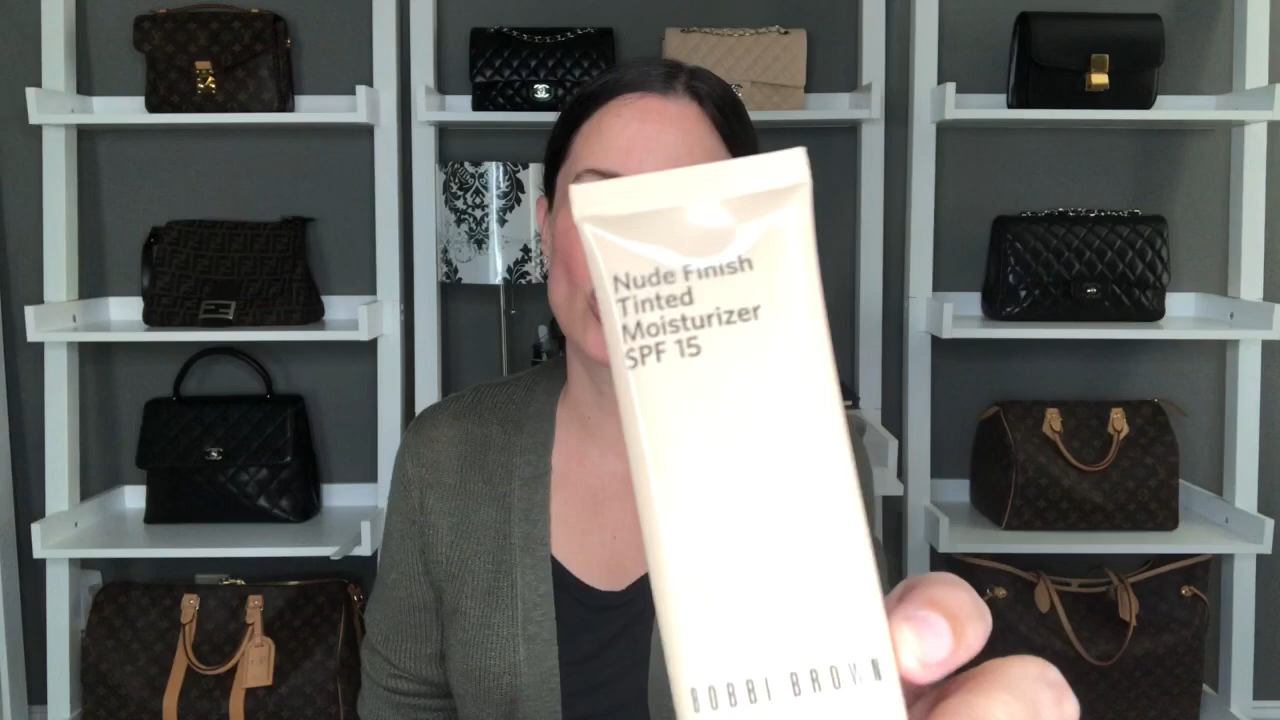 Nude Finish
Tinted
Moisturizer
SPF 15
BOBBI BROWN